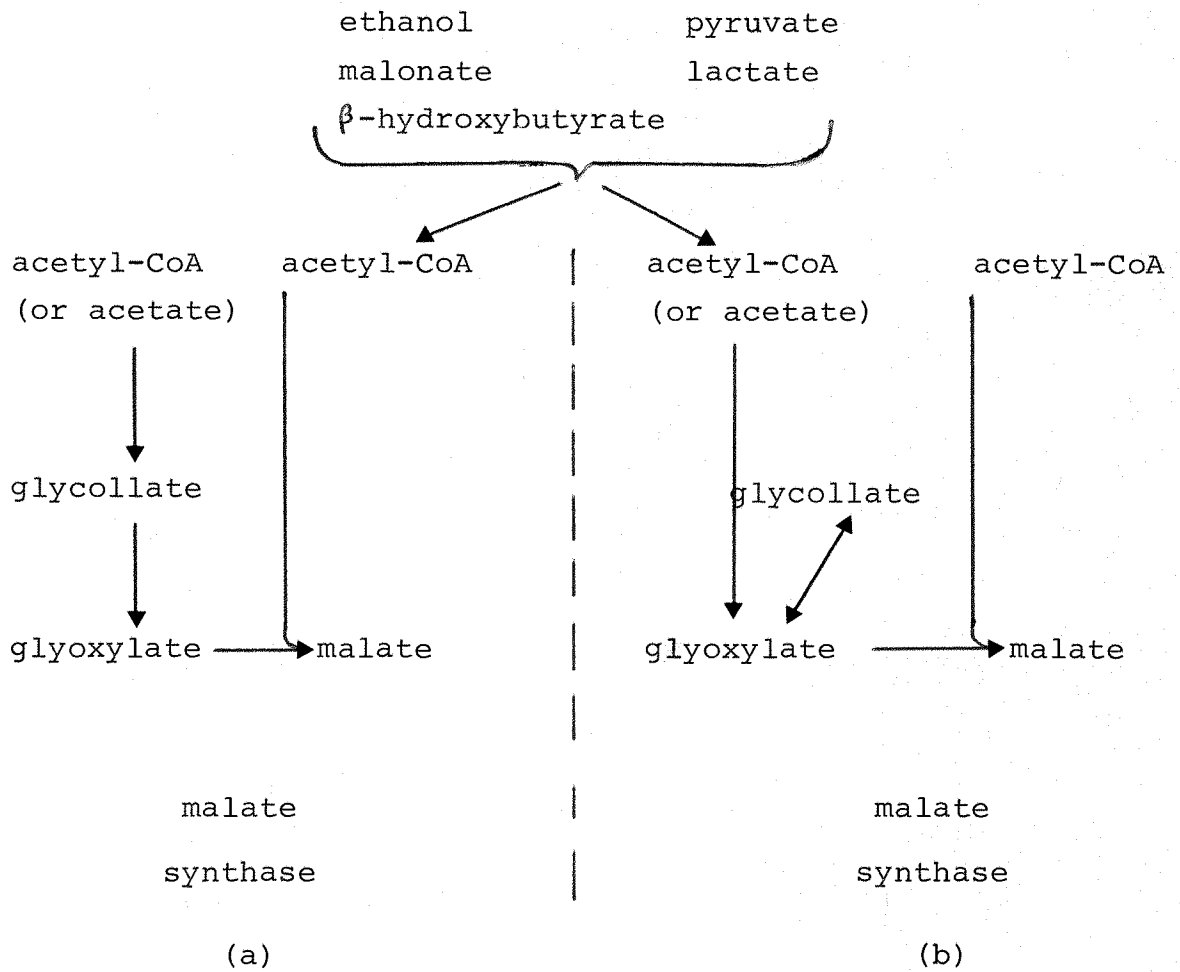 ethanol pyruvate
malonate lactate
β-hydroxybutyrate
acetyl-CoA acetyl-CoA acetyl-CoA acetyl-CoA
(or acetate) (or acetate)
glycollate glycollate
glyoxylate malate glyoxylate malate
malate malate
synthase synthase
(a) (b)